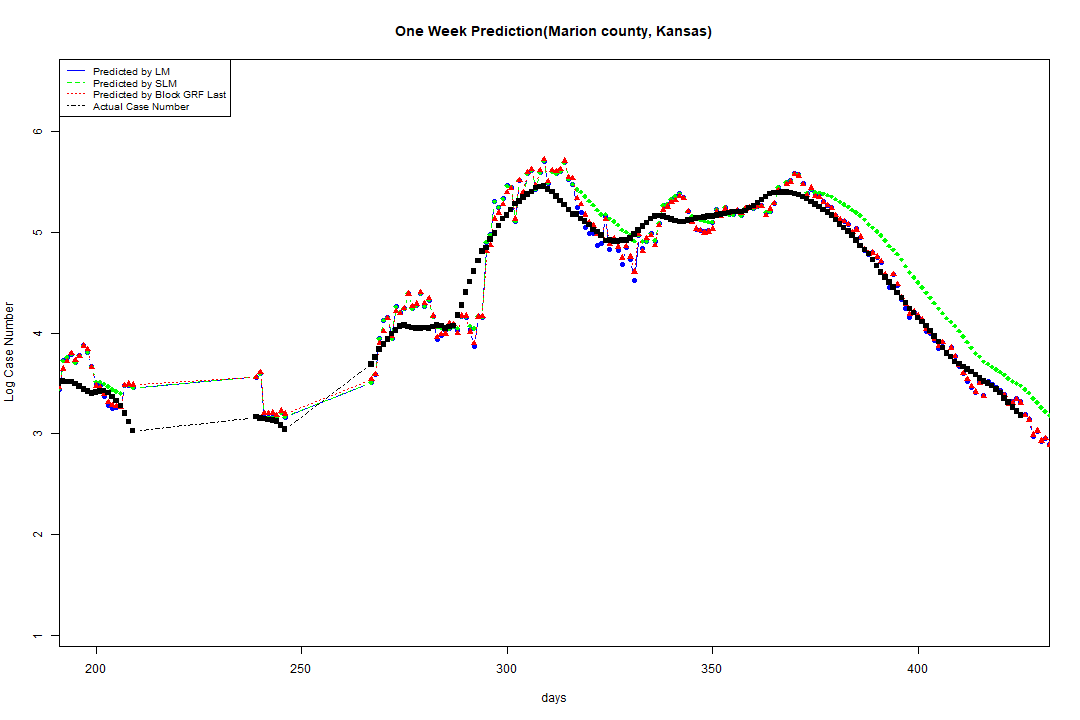 One Week Prediction(Marion county, Kansas)
Predicted by LM
Predicted by SLM
Predicted by Block GRF Last
Actual Case Number
Log Case Number
6
5
4
3
2
1
200 250 300 350 400
days